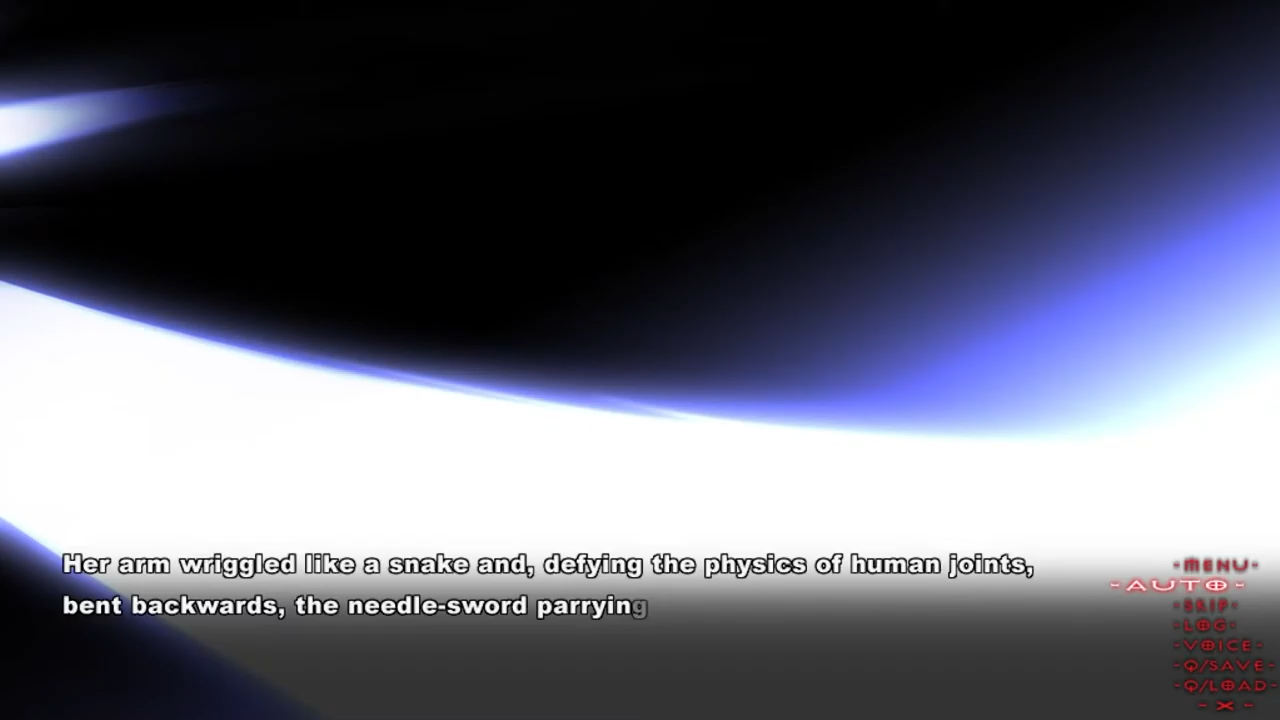 Her arm wriggled like a snake and, defying the physics of human joints,
bent backwards, the needle-sword parrying
·MENU·
-AUTO-
·SKIP·
·LOG·
-VOICE-
-Q/SAVE-
-Q/LOAD-
-×-